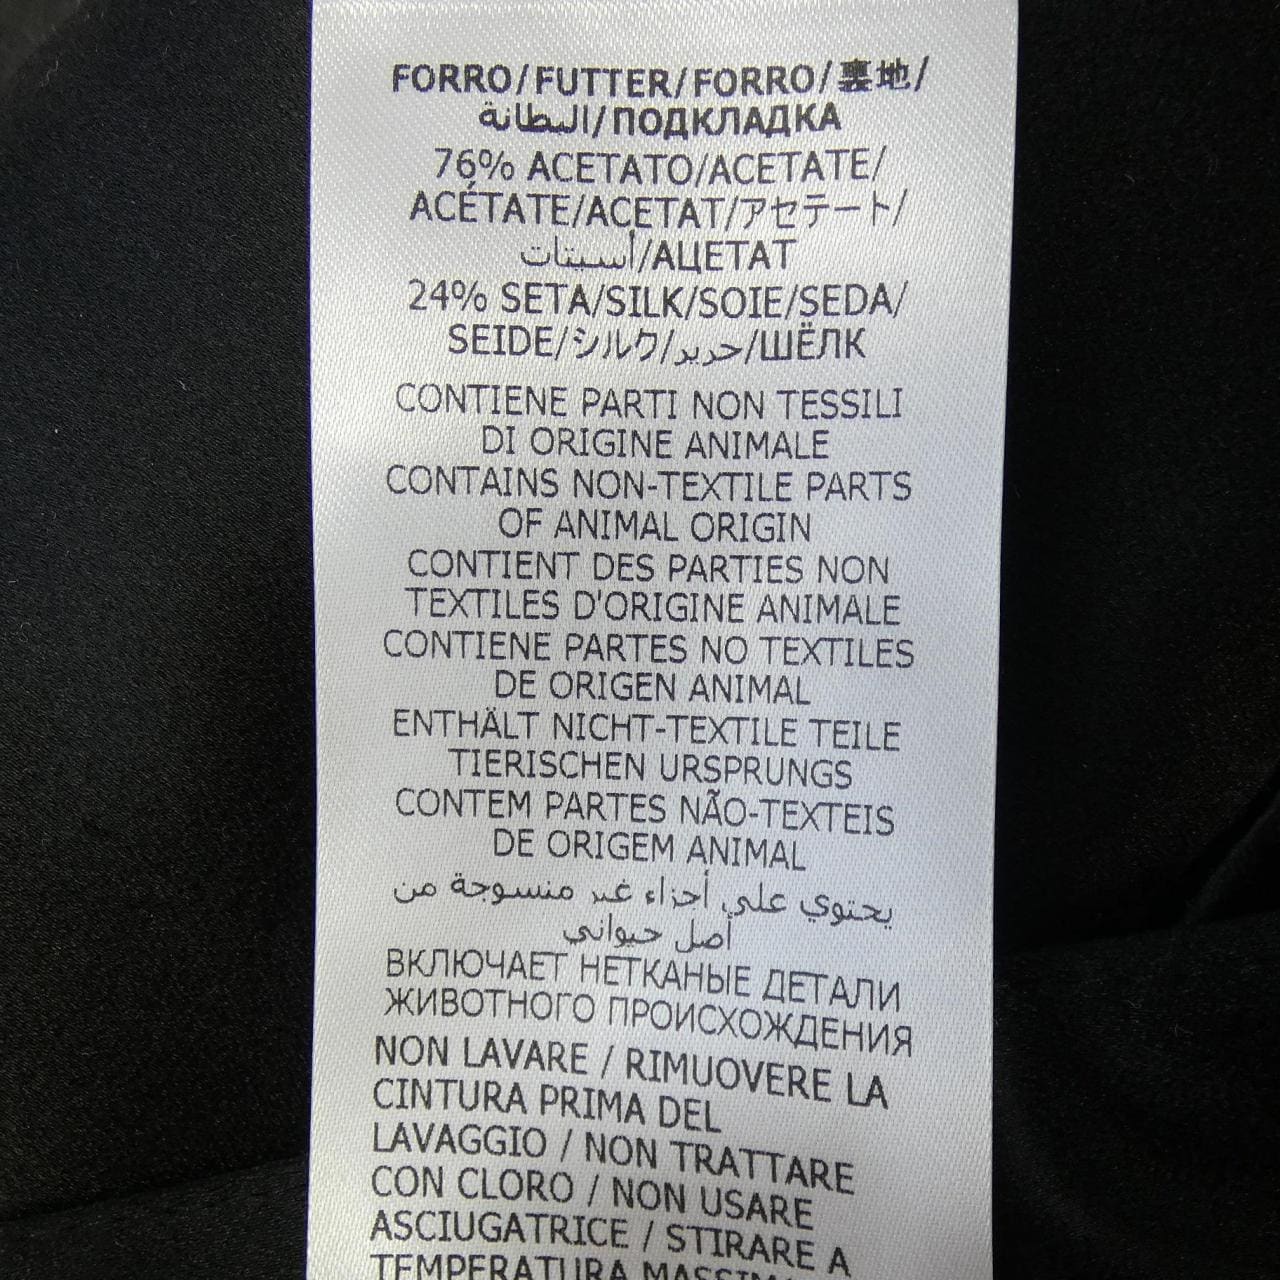 FORRO/FUTTER/FORRO/裏地/
البطانة/ПОДКЛАДКА
76% ACETATO/ACETATE/
ACÉTATE/ACETAT/アセテート/
أسيتات/АЦЕТАТ
24% SETA/SILK/SOIE/SEDA/
SEIDE/シルク/حرير/ШЁЛК
CONTIENE PARTI NON TESSILI
DI ORIGINE ANIMALE
CONTAINS NON-TEXTILE PARTS
OF ANIMAL ORIGIN
CONTIENT DES PARTIES NON
TEXTILES D'ORIGINE ANIMALE
CONTIENE PARTES NO TEXTILES
DE ORIGEN ANIMAL
ENTHÄLT NICHT-TEXTILE TEILE
TIERISCHEN URSPRUNGS
CONTEM PARTES NÃO-TEXTEIS
DE ORIGEM ANIMAL
يحتوي على أجزاء غير منسوجة من
أصل حيواني
ВКЛЮЧАЕТ НЕТКАНЫЕ ДЕТАЛИ
ЖИВОТНОГО ПРОИСХОЖДЕНИЯ
NON LAVARE / RIMUOVERE LA
CINTURA PRIMA DEL
LAVAGGIO / NON TRATTARE
CON CLORO / NON USARE
ASCIUGATRICE / STIRARE A
TEMPERATURA